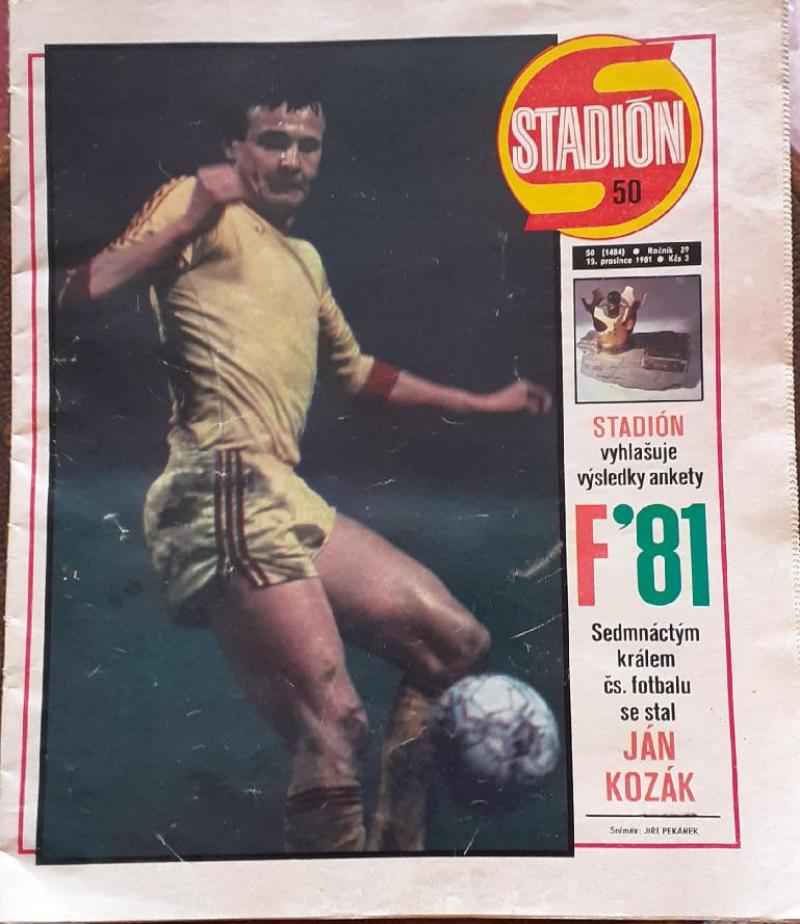 STADIÓN
50
50 (1484) ● Ročník 29
15. prosince 1981 ● Kčs 3
STADIÓN
vyhlašuje
výsledky ankety
F’81
Sedmnáctým
králem
čs. fotbalu
se stal
JÁN
KOZÁK
Snímek: JIŘÍ PEKÁREK